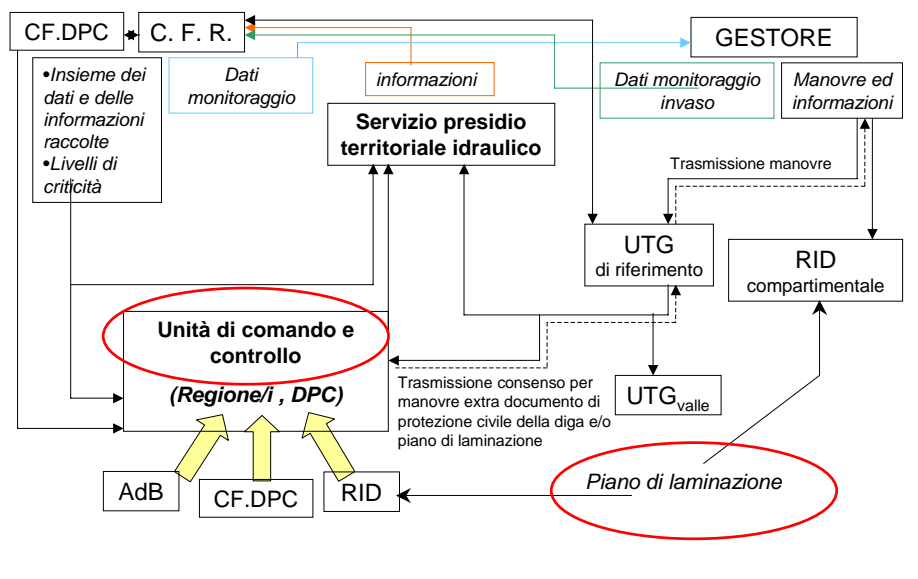 CF.DPC
C. F. R.
GESTORE
•Insieme dei
dati e delle
informazioni
raccolte
•Livelli di
criticità
Dati
monitoraggio
informazioni
Dati monitoraggio
invaso
Manovre ed
informazioni
Servizio presidio
territoriale idraulico
Trasmissione manovre
UTG
di riferimento
RID
compartimentale
Unità di comando e
controllo
(Regione/i , DPC)
Trasmissione consenso per
manovre extra documento di
protezione civile della diga e/o
piano di laminazione
UTG valle
AdB
CF.DPC
RID
Piano di laminazione